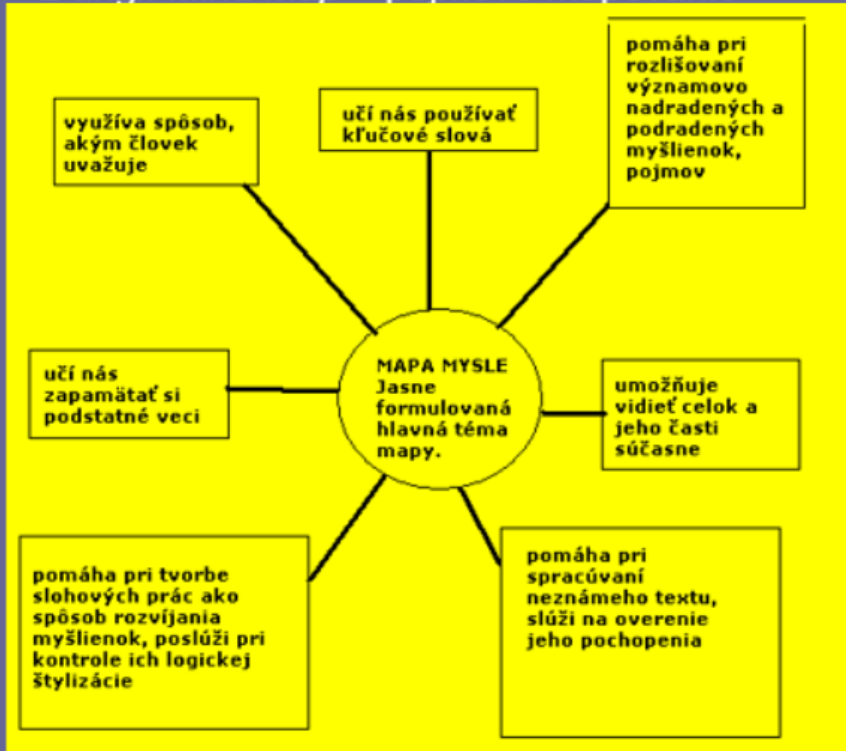 využíva spôsob,
akým človek
uvažuje
učí nás používať
kľučové slová
pomáha pri
rozlišovaní
významovo
nadradených a
podradených
myšlienok,
pojmov
učí nás
zapamätať si
podstatné veci
MAPA MYSLE
Jasne
formulovaná
hlavná téma
mapy.
umožňuje
vidieť celok a
jeho časti
súčasne
pomáha pri tvorbe
slohových prác ako
spôsob rozvíjania
myšlienok, poslúži pri
kontrole ich logickej
štylizácie
pomáha pri
spracúvaní
neznámeho textu,
slúži na overenie
jeho pochopenia